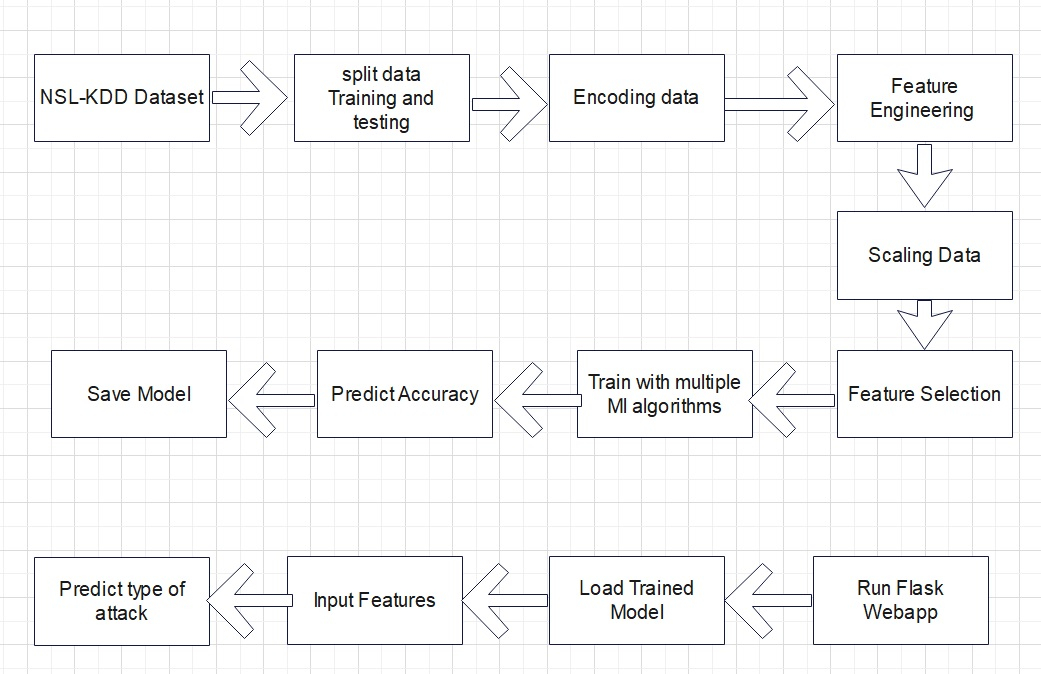 NSL-KDD Dataset
split data
Training and
testing
Encoding data
Feature
Engineering
Scaling Data
Feature Selection
Train with multiple
Ml algorithms
Predict Accuracy
Save Model
Run Flask
Webapp
Load Trained
Model
Input Features
Predict type of
attack